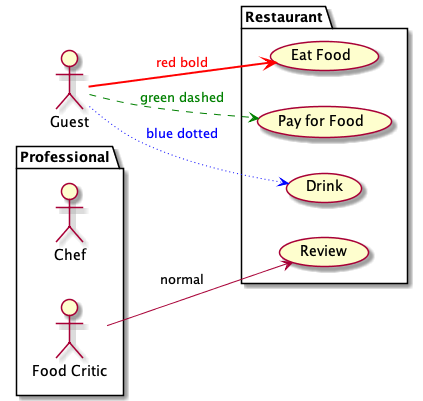 Restaurant
Eat Food
red bold
Guest
green dashed
Pay for Food
blue dotted
Professional
Drink
Chef
Review
normal
Food Critic